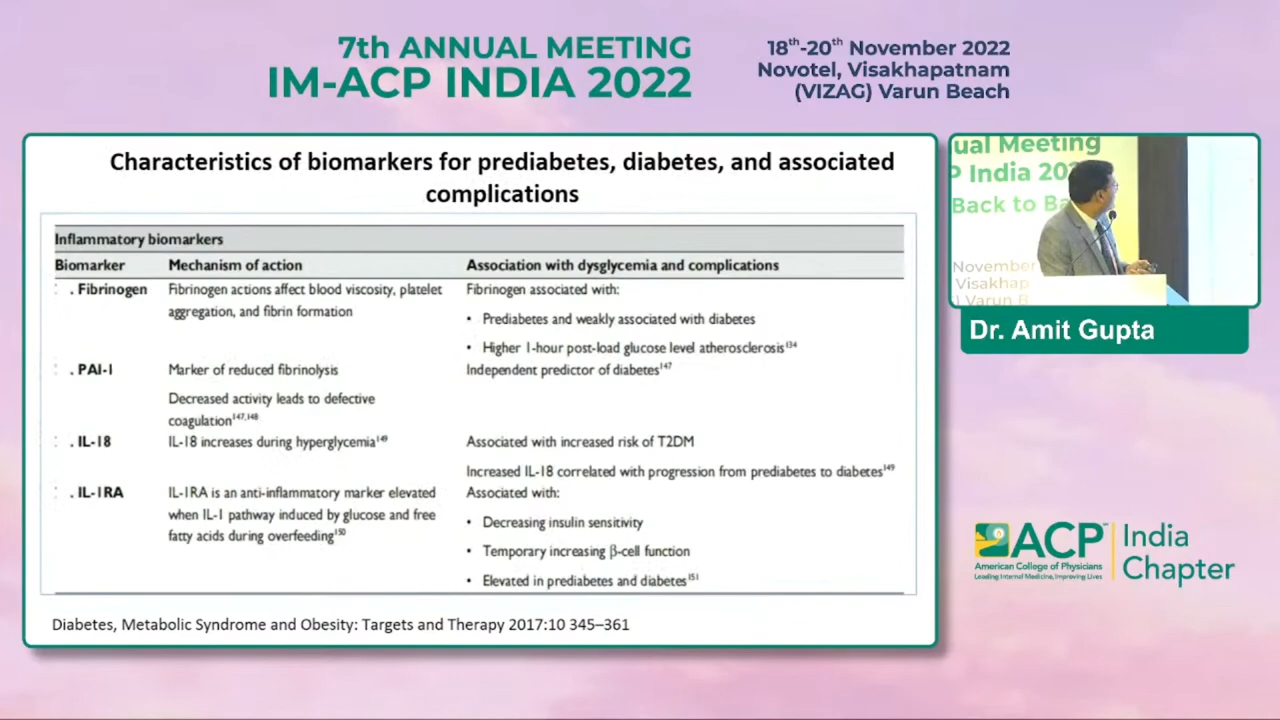 7th ANNUAL MEETING
IM-ACP INDIA 2022
18th-20th November 2022
Novotel, Visakhapatnam
(VIZAG) Varun Beach
Characteristics of biomarkers for prediabetes, diabetes, and associated
complications
Inflammatory biomarkers
Biomarker Mechanism of action Association with dysglycemia and complications
. Fibrinogen Fibrinogen actions affect blood viscosity, platelet Fibrinogen associated with:
aggregation, and fibrin formation
• Prediabetes and weakly associated with diabetes
• Higher 1-hour post-load glucose level atherosclerosis134
. PAI-1 Marker of reduced fibrinolysis Independent predictor of diabetes147
Decreased activity leads to defective
coagulation147,148
. IL-18 IL-18 increases during hyperglycemia149 Associated with increased risk of T2DM
Increased IL-18 correlated with progression from prediabetes to diabetes149
. IL-1RA IL-1RA is an anti-inflammatory marker elevated Associated with:
when IL-1 pathway induced by glucose and free
fatty acids during overfeeding150
• Decreasing insulin sensitivity
• Temporary increasing β-cell function
• Elevated in prediabetes and diabetes151
Diabetes, Metabolic Syndrome and Obesity: Targets and Therapy 2017:10 345–361
ual Meeting
P India 20
Back to Ba
November
Visakhap
) Varun B
Dr. Amit Gupta
ACP
American College of Physicians
Leading Internal Medicine, Improving Lives
India
Chapter